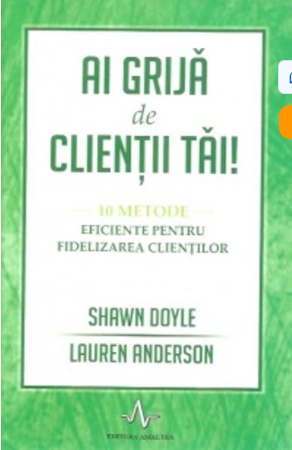 AI GRIJĂ
de
CLIENȚII TĂI!
10 METODE
EFICIENTE PENTRU
FIDELIZAREA CLIENȚILOR
SHAWN DOYLE
LAUREN ANDERSON
EDITURA AMALTEA